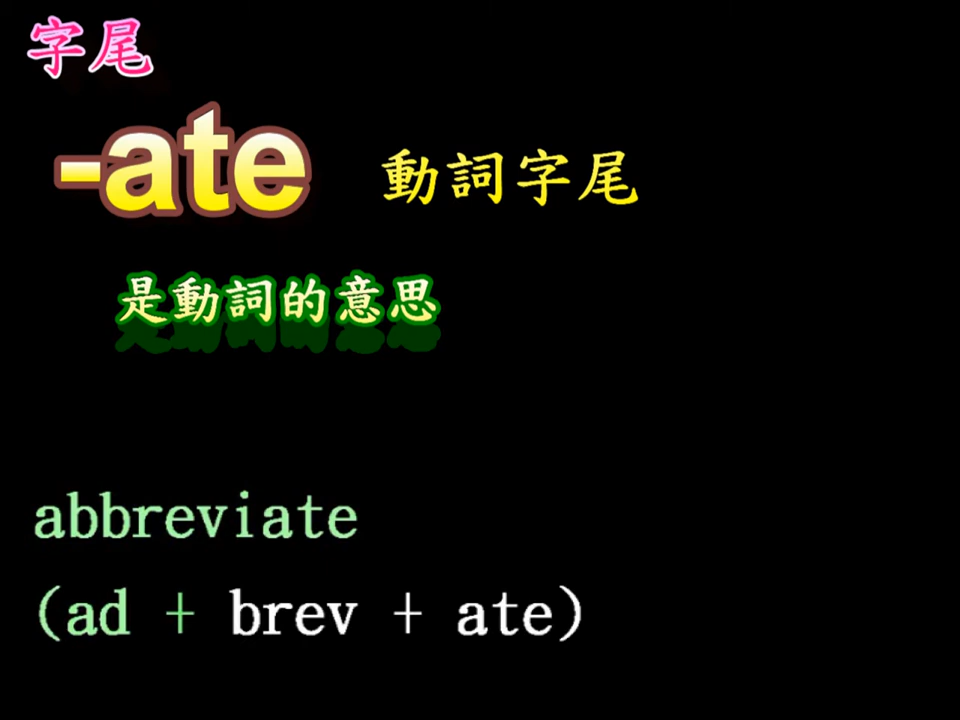 字尾
-ate 動詞字尾
是動詞的意思
abbreviate
(ad + brev + ate)